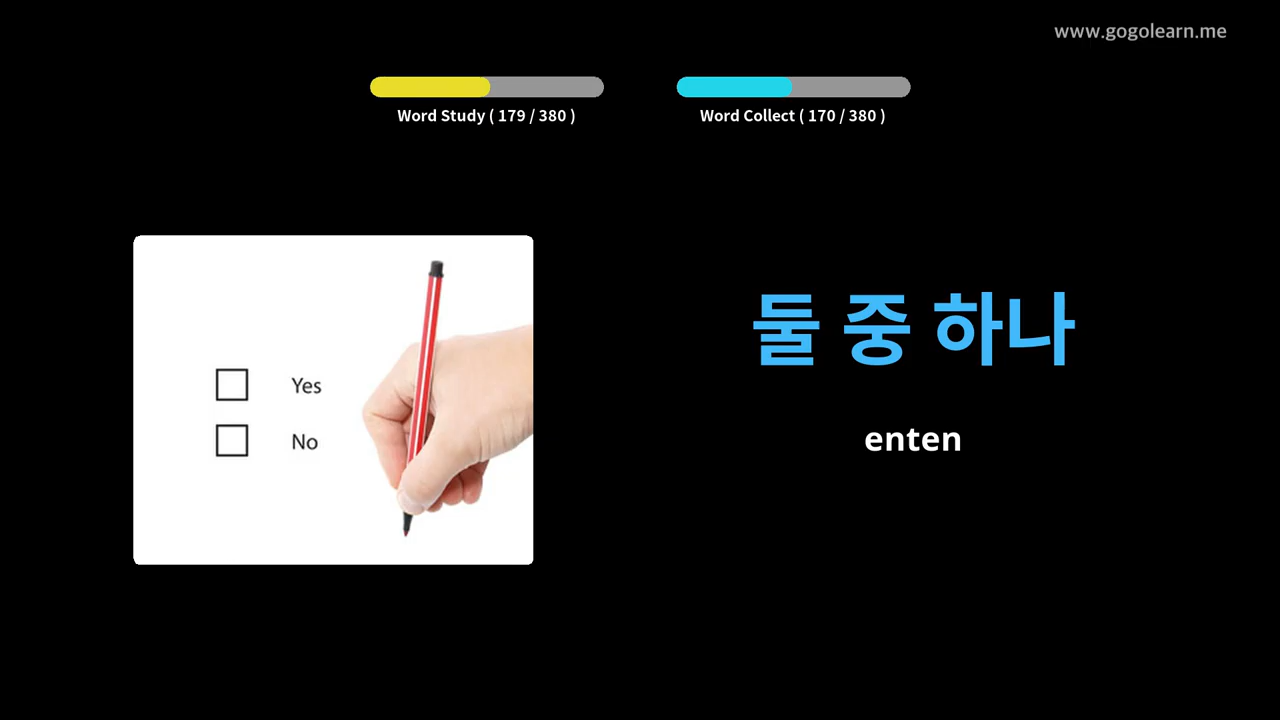 www.gogolearn.me
Word Study ( 179 / 380 )
Word Collect ( 170 / 380 )
Yes
No
둘 중 하나
enten